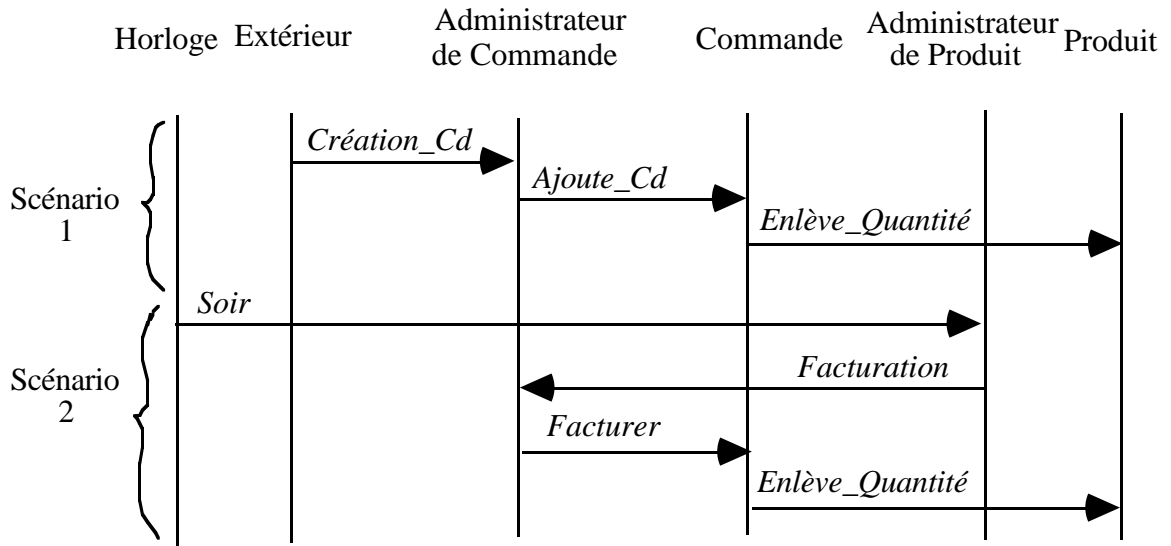 Horloge
Extérieur
Administrateur
de Commande
Commande
Administrateur
de Produit
Produit
Création_Cd
Ajoute_Cd
Scénario
1
Enlève_Quantité
Soir
Scénario
2
Facturation
Facturer
Enlève_Quantité